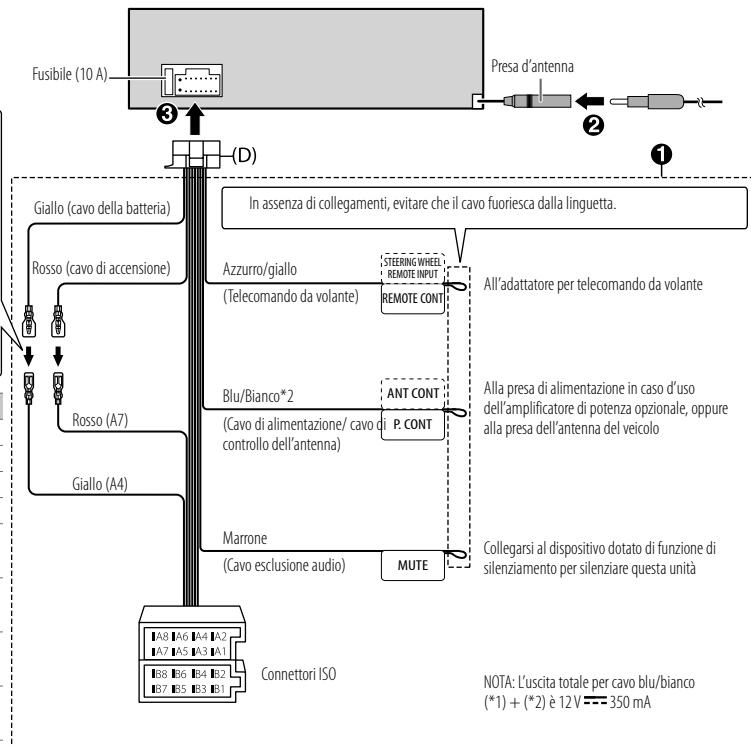 Fusibile (10 A)
Presa d'antenna
❸
❷
(D)
❶
Giallo (cavo della batteria)
In assenza di collegamenti, evitare che il cavo fuoriesca dalla linguetta.
Rosso (cavo di accensione)
Azzurro/giallo
(Telecomando da volante)
STEERING WHEEL
REMOTE INPUT
REMOTE CONT
All'adattatore per telecomando da volante
Blu/Bianco*2
(Cavo di alimentazione/ cavo di
controllo dell'antenna)
ANT CONT
P. CONT
Alla presa di alimentazione in caso d'uso
dell'amplificatore di potenza opzionale, oppure
alla presa dell'antenna del veicolo
Rosso (A7)
Giallo (A4)
Marrone
(Cavo esclusione audio)
MUTE
Collegarsi al dispositivo dotato di funzione di
silenziamento per silenziare questa unità
A8 A6 A4 A2
A7 A5 A3 A1
B8 B6 B4 B2
B7 B5 B3 B1
Connettori ISO
NOTA: L'uscita totale per cavo blu/bianco
(*1) + (*2) è 12 V ⎓ 350 mA